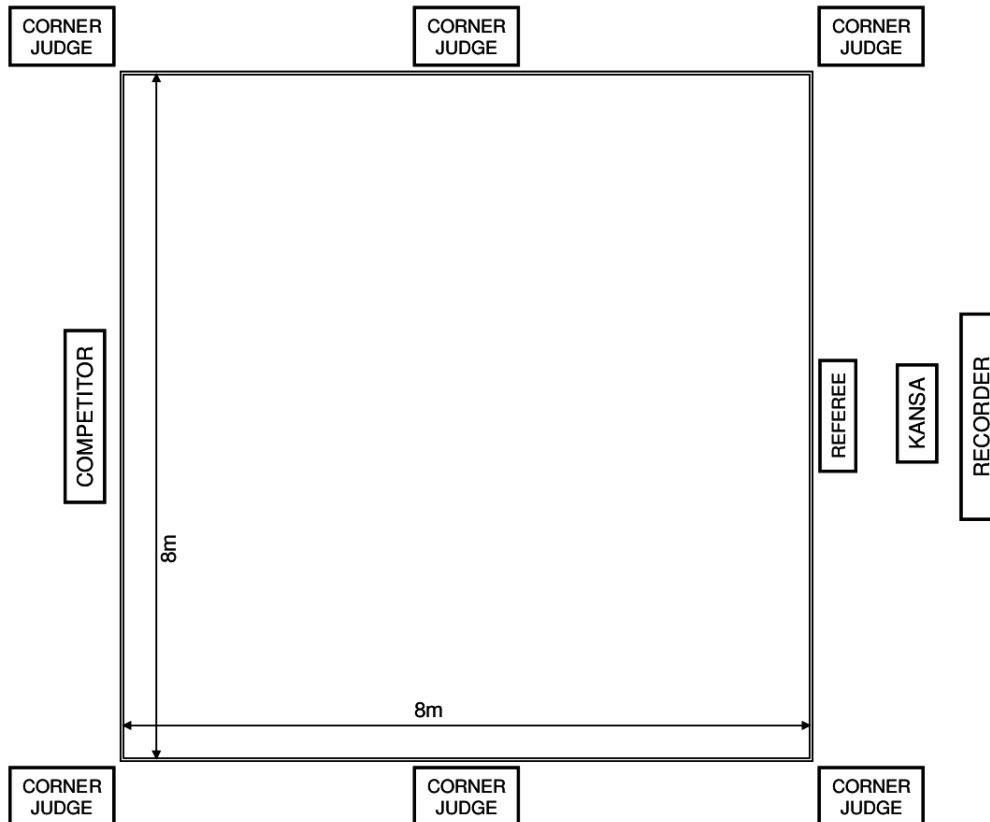 CORNER
JUDGE
CORNER
JUDGE
CORNER
JUDGE
COMPETITOR
REFEREE
KANSA
RECORDER
8m
8m
CORNER
JUDGE
CORNER
JUDGE
CORNER
JUDGE